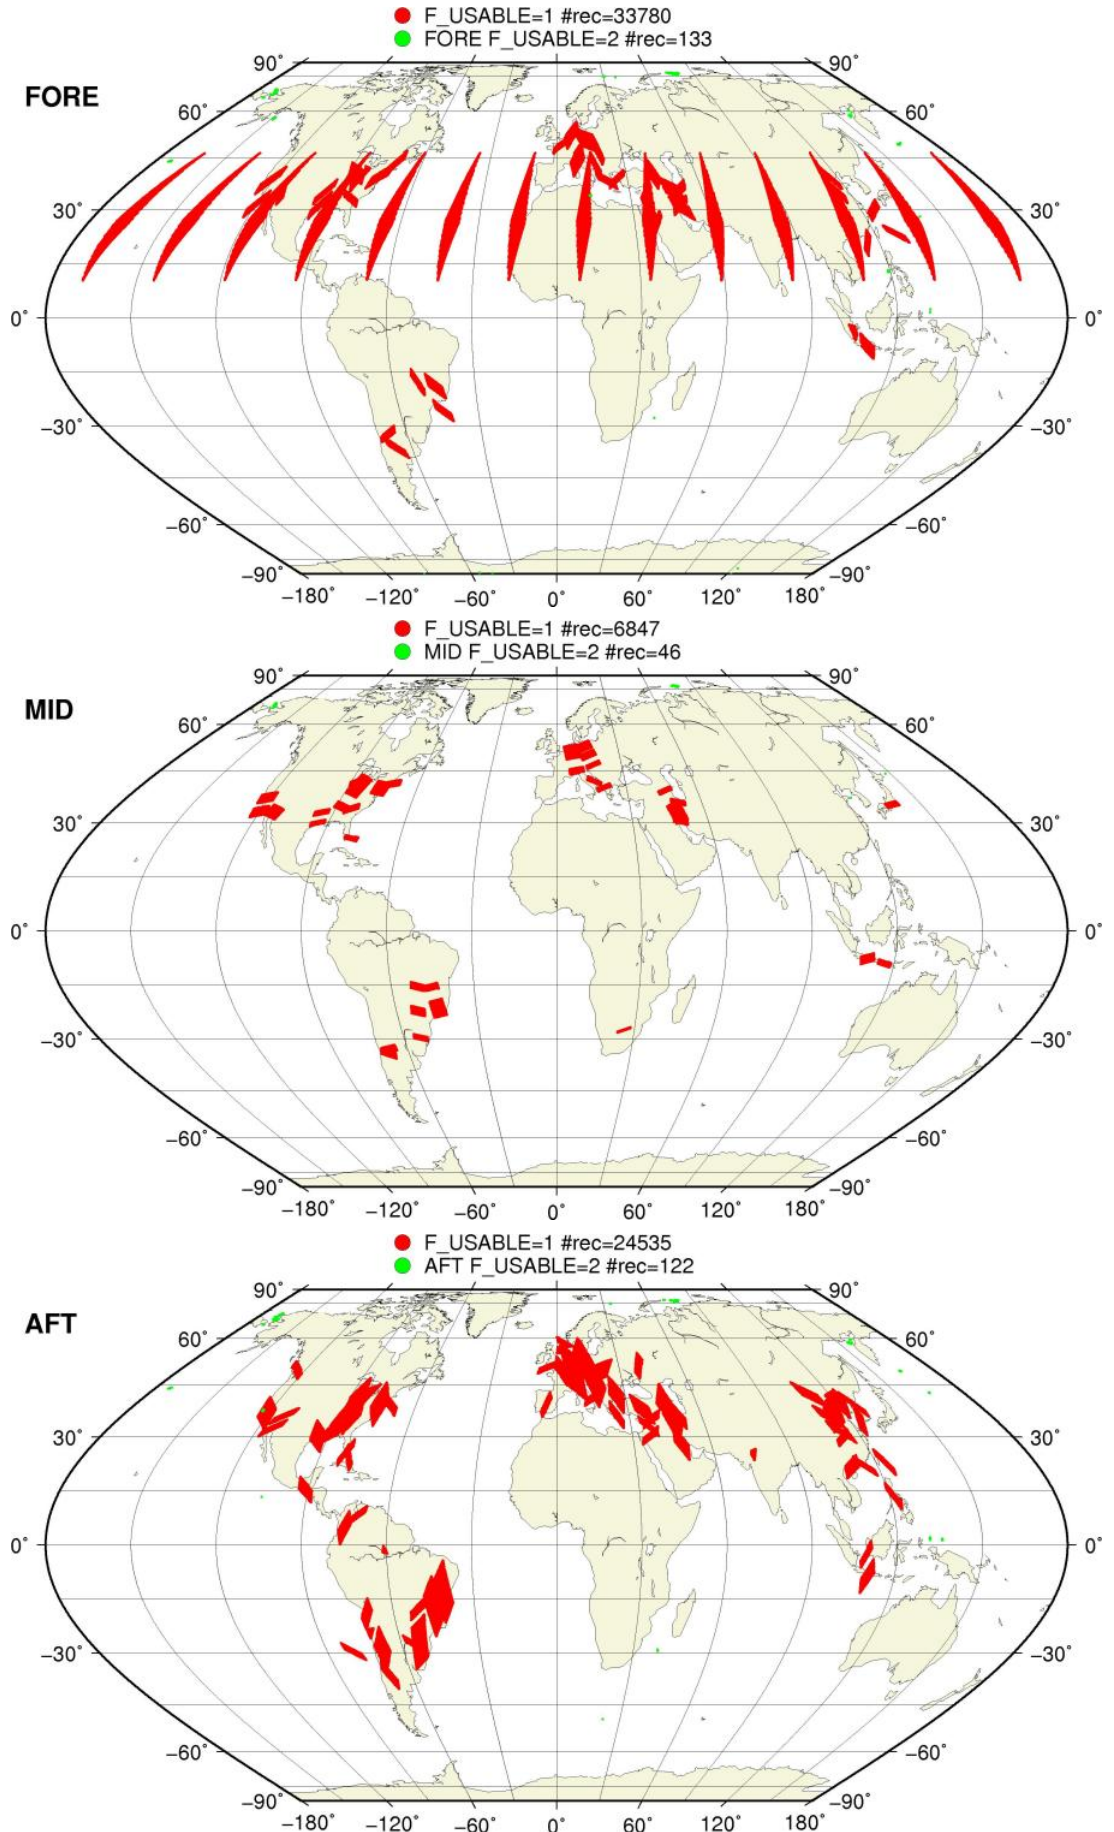 F_USABLE=1 #rec=33780
FORE F_USABLE=2 #rec=133
FORE
90° 90°
60° 60°
30° 30°
0° 0°
−30° −30°
−60° −60°
−90° −90°
−180° −120° −60° 0° 60° 120° 180°
F_USABLE=1 #rec=6847
MID F_USABLE=2 #rec=46
MID
90° 90°
60° 60°
30° 30°
0° 0°
−30° −30°
−60° −60°
−90° −90°
−180° −120° −60° 0° 60° 120° 180°
F_USABLE=1 #rec=24535
AFT F_USABLE=2 #rec=122
AFT
90° 90°
60° 60°
30° 30°
0° 0°
−30° −30°
−60° −60°
−90° −90°
−180° −120° −60° 0° 60° 120° 180°